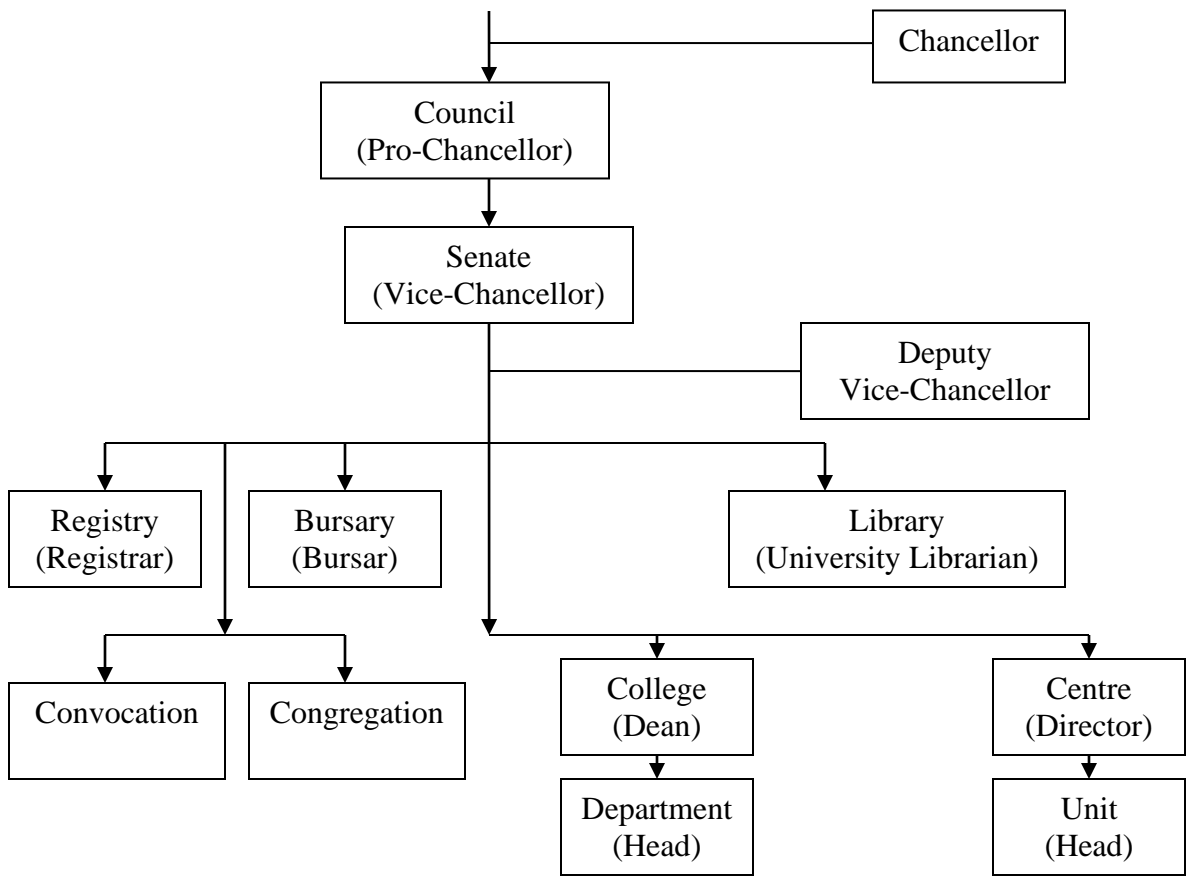 Chancellor
Council
(Pro-Chancellor)
Senate
(Vice-Chancellor)
Deputy
Vice-Chancellor
Registry
(Registrar)
Bursary
(Bursar)
Library
(University Librarian)
Convocation
Congregation
College
(Dean)
Centre
(Director)
Department
(Head)
Unit
(Head)